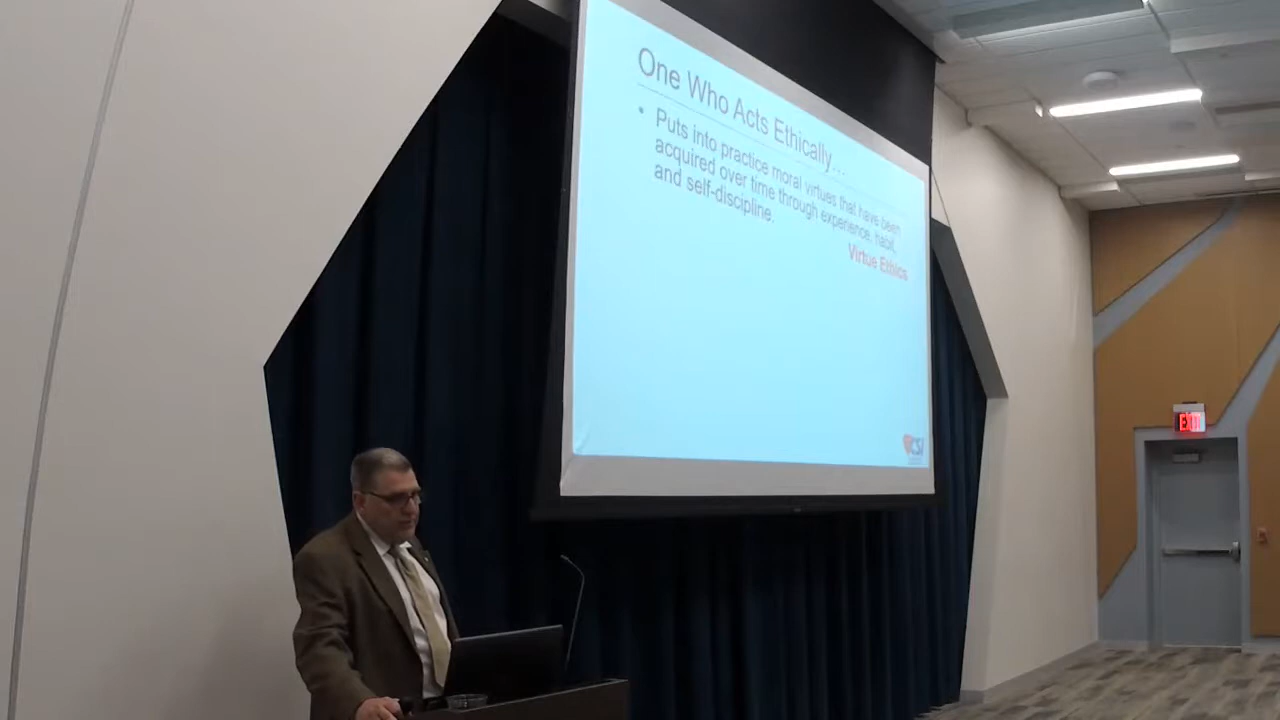 One Who Acts Ethically...
• Puts into practice moral virtues that have been
acquired over time through experience, habit,
and self-discipline.
Virtue Ethics
CSI
EXIT